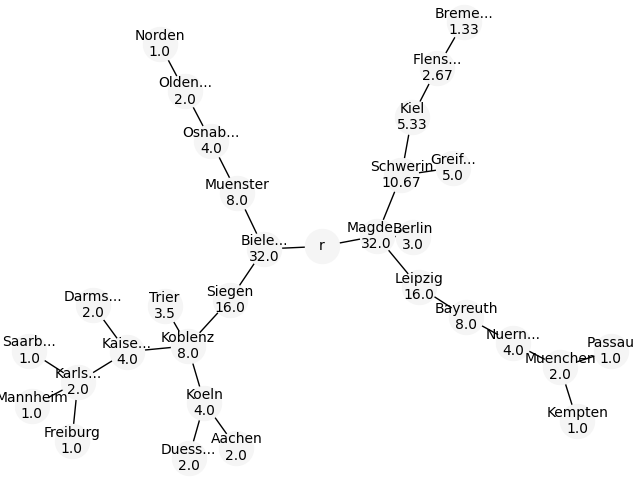 Breme...
1.33
Norden
1.0
Flens...
2.67
Olden...
2.0
Kiel
5.33
Osnab...
4.0
Schwerin
10.67
Greif...
5.0
Muenster
8.0
Magde...
32.0
Berlin
3.0
Biele...
32.0
r
Leipzig
16.0
Siegen
16.0
Darms...
2.0
Trier
3.5
Bayreuth
8.0
Nuern...
4.0
Koblenz
8.0
Kaise...
4.0
Saarb...
1.0
Passau
1.0
Muenchen
2.0
Karls...
2.0
Mannheim
1.0
Koeln
4.0
Kempten
1.0
Freiburg
1.0
Aachen
2.0
Duess...
2.0